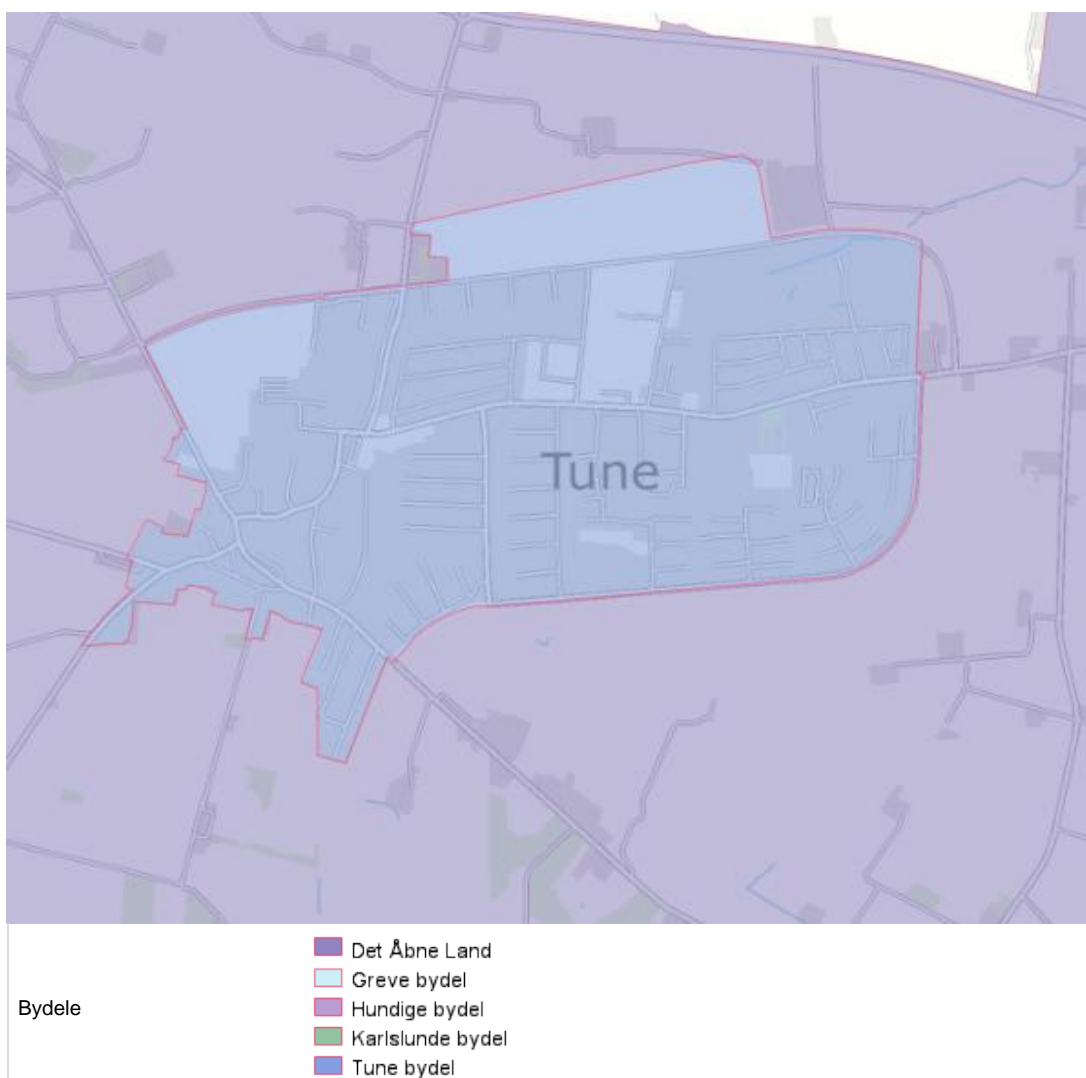 Tune
Bydele
Det Åbne Land
Greve bydel
Hundige bydel
Karlslunde bydel
Tune bydel